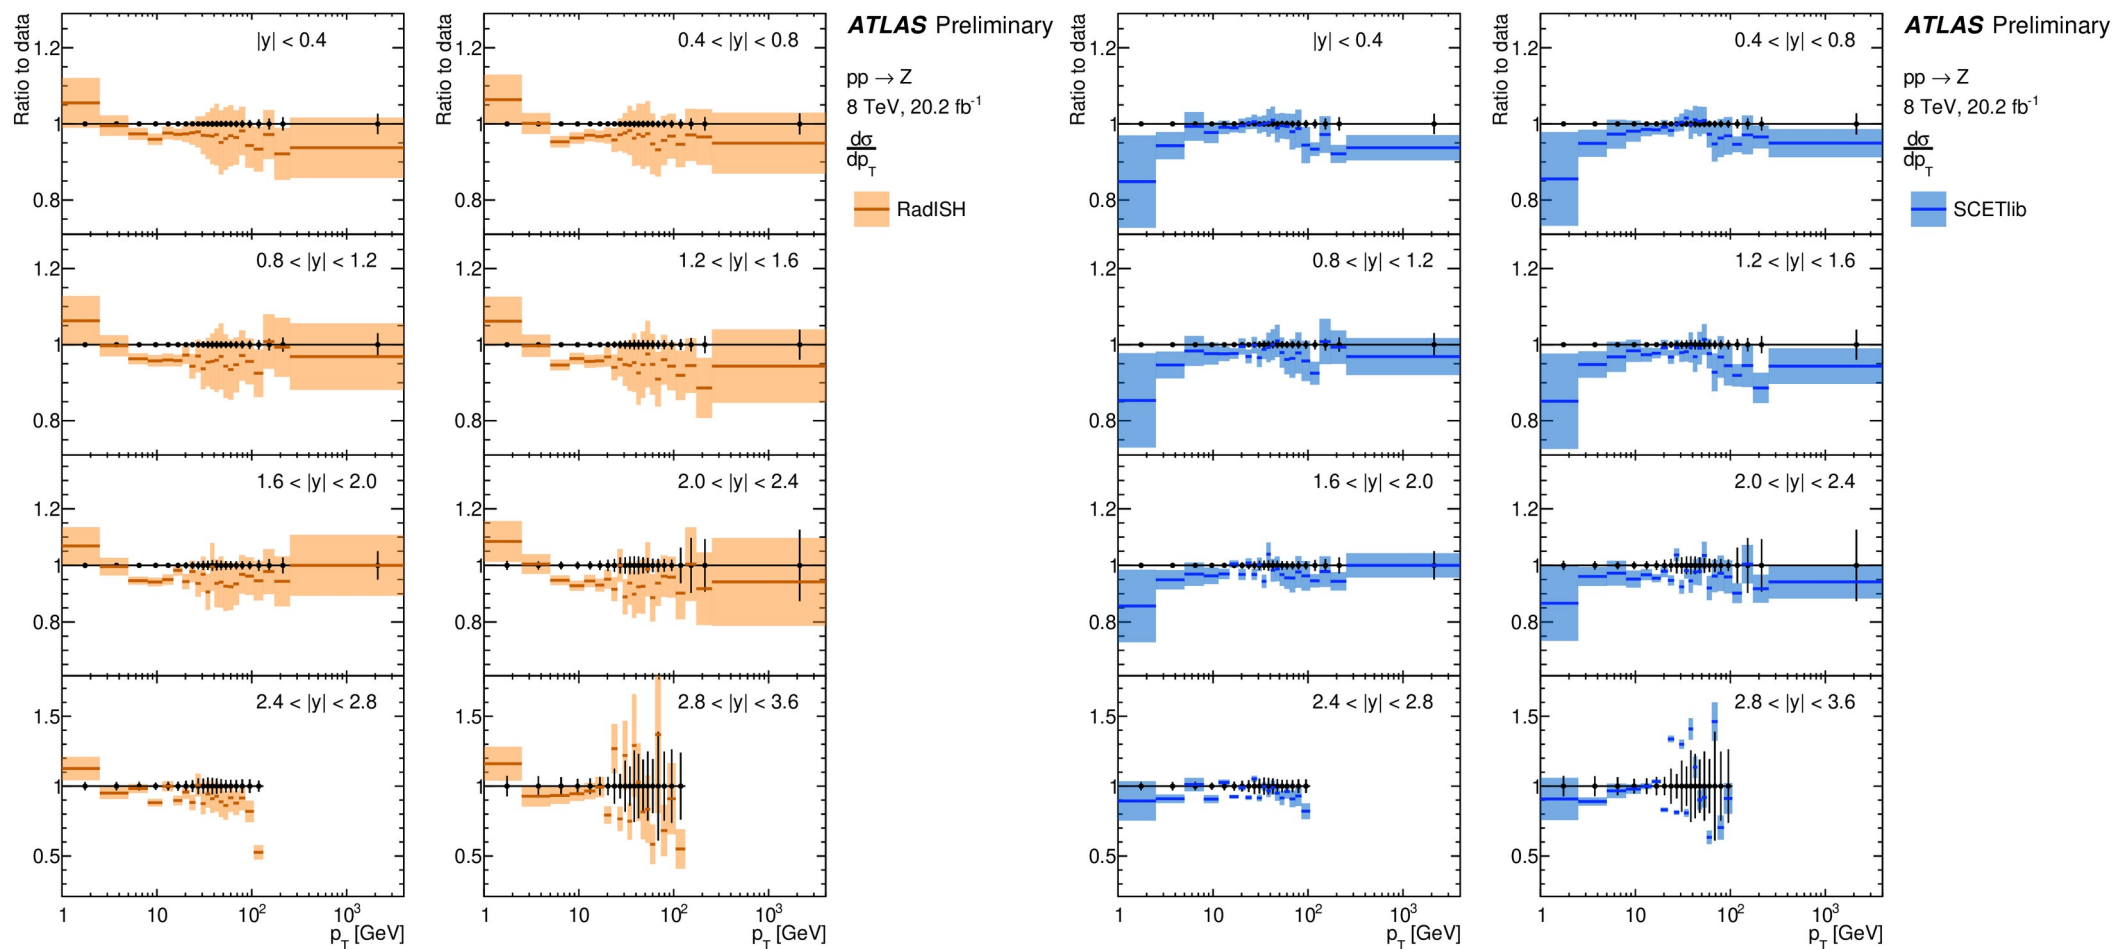 Ratio to data
1.2
1
0.8
|y| < 0.4
Ratio to data
1.2
1
0.8
0.4 < |y| < 0.8
ATLAS Preliminary
pp → Z
8 TeV, 20.2 fb⁻¹
dσ
dp_T
RadISH
1.2
1
0.8
0.8 < |y| < 1.2
1.2
1
0.8
1.2 < |y| < 1.6
1.2
1
0.8
1.6 < |y| < 2.0
1.2
1
0.8
2.0 < |y| < 2.4
1.5
1
0.5
2.4 < |y| < 2.8
1.5
1
0.5
2.8 < |y| < 3.6
1 10 10² 10³
p_T [GeV]
1 10 10² 10³
p_T [GeV]
Ratio to data
1.2
1
0.8
|y| < 0.4
Ratio to data
1.2
1
0.8
0.4 < |y| < 0.8
ATLAS Preliminary
pp → Z
8 TeV, 20.2 fb⁻¹
dσ
dp_T
SCETlib
1.2
1
0.8
0.8 < |y| < 1.2
1.2
1
0.8
1.2 < |y| < 1.6
1.2
1
0.8
1.6 < |y| < 2.0
1.2
1
0.8
2.0 < |y| < 2.4
1.5
1
0.5
2.4 < |y| < 2.8
1.5
1
0.5
2.8 < |y| < 3.6
1 10 10² 10³
p_T [GeV]
1 10 10² 10³
p_T [GeV]